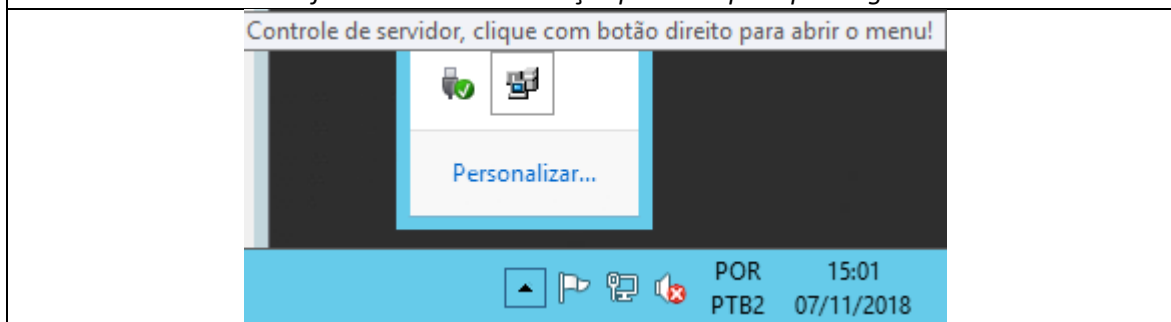 Controle de servidor, clique com botão direito para abrir o menu!
Personalizar...
POR 15:01
PTB2 07/11/2018